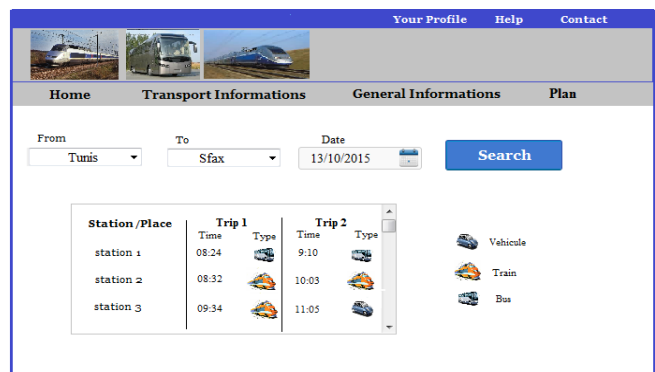 Your Profile Help Contact
Home Transport Informations General Informations Plan
From To Date
Tunis Sfax 13/10/2015 Search
Station/Place Trip 1 Trip 2
Time Type Time Type
station 1 08:24 9:10
station 2 08:32 10:03
station 3 09:34 11:05
Vehicule
Train
Bus